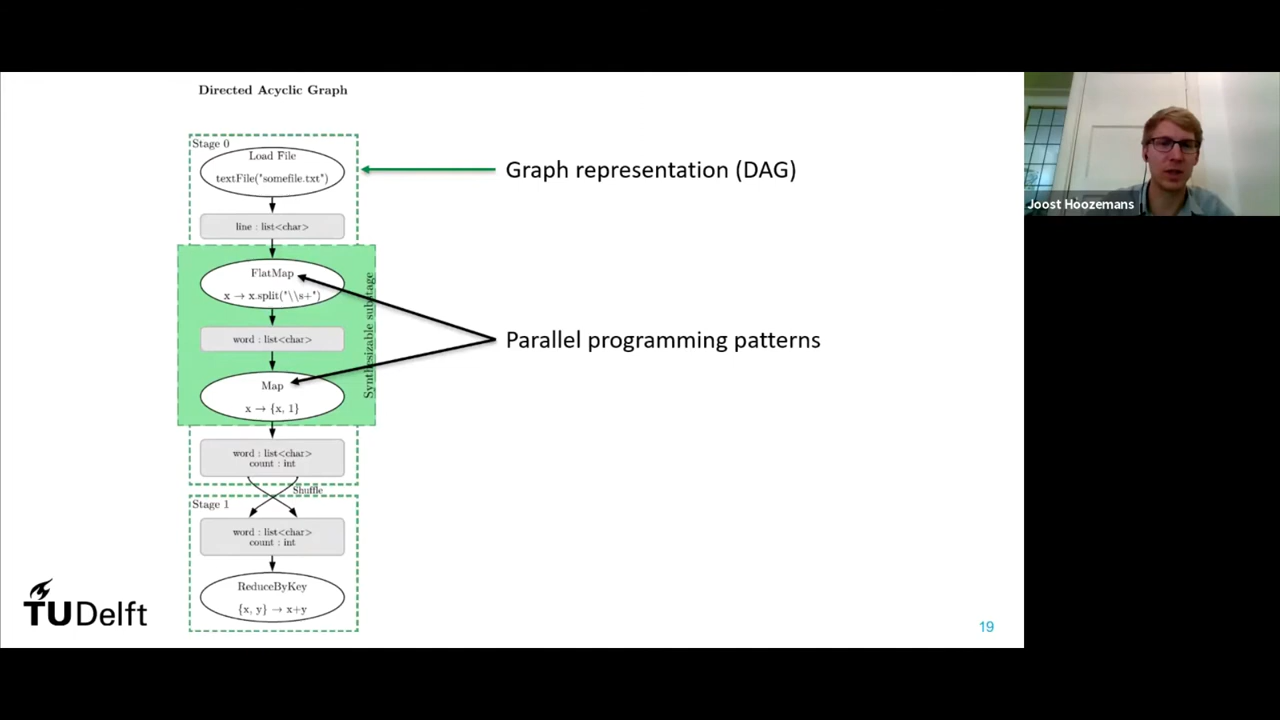 Directed Acyclic Graph
Stage 0
Load File
textFile("somefile.txt")
line : list<char>
FlatMap
x → x.split("\\s+")
word : list<char>
Map
x → {x, 1}
Synthesizable substage
word : list<char>
count : int
Shuffle
Stage 1
word : list<char>
count : int
ReduceByKey
{x, y} → x+y
Graph representation (DAG)
Parallel programming patterns
TUDelft
19
Joost Hoozemans